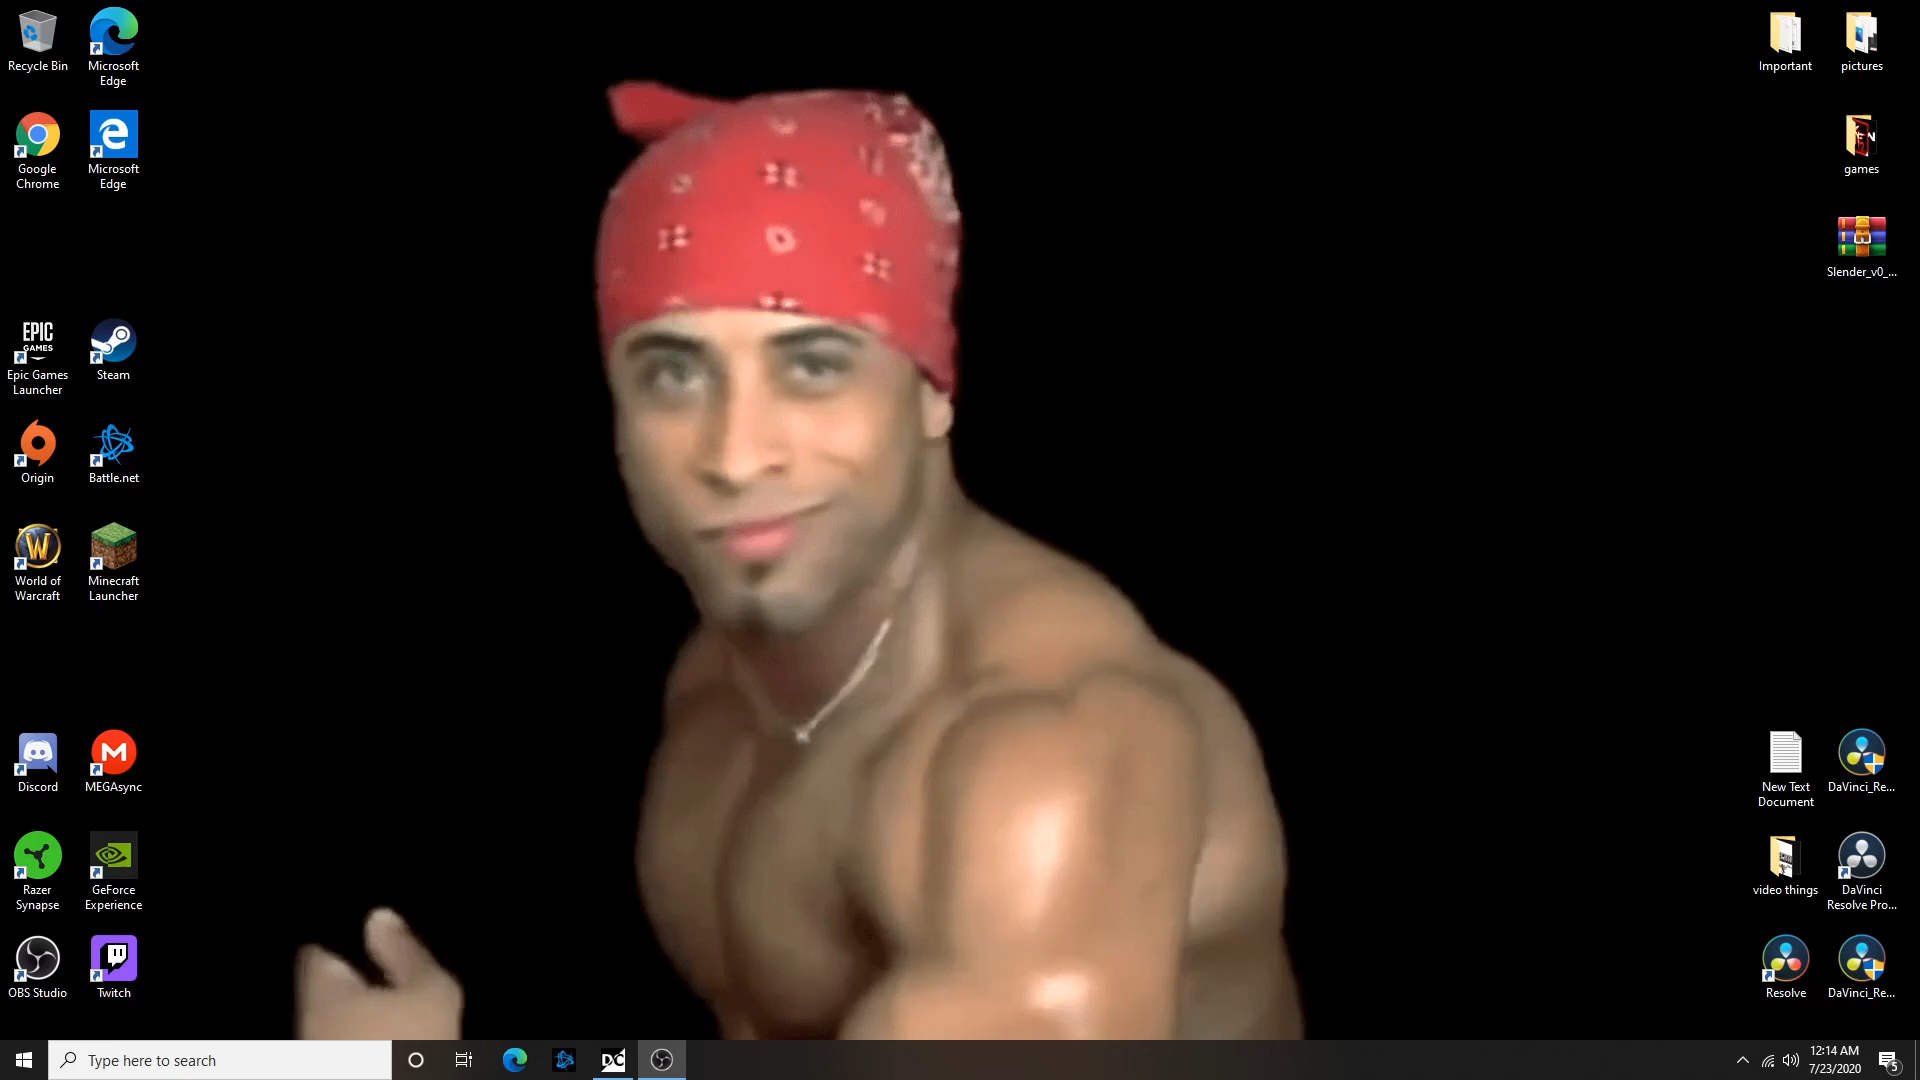 Recycle Bin
Microsoft
Edge
Google
Chrome
Microsoft
Edge
EPIC
GAMES
Epic Games
Launcher
Steam
Origin
Battle.net
W
World of
Warcraft
Minecraft
Launcher
Discord
M
MEGAsync
Razer
Synapse
GeForce
Experience
OBS Studio
Twitch
Important
pictures
games
Slender_v0_...
New Text
Document
DaVinci_Re...
video things
DaVinci
Resolve Pro...
Resolve
DaVinci_Re...
Type here to search
DC
12:14 AM
7/23/2020
5